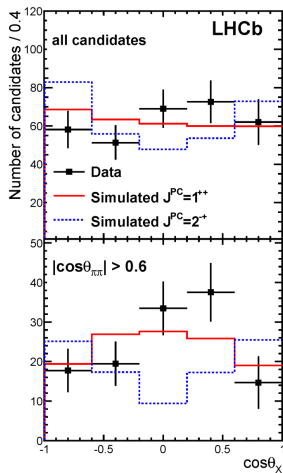 Number of candidates / 0.4
120
100
80
60
40
20
0
all candidates
LHCb
Data
Simulated J^PC=1^++
Simulated J^PC=2^-+
50
40
30
20
10
0
|cosθ_ππ| > 0.6
-1 -0.5 0 0.5 1
cosθ_X